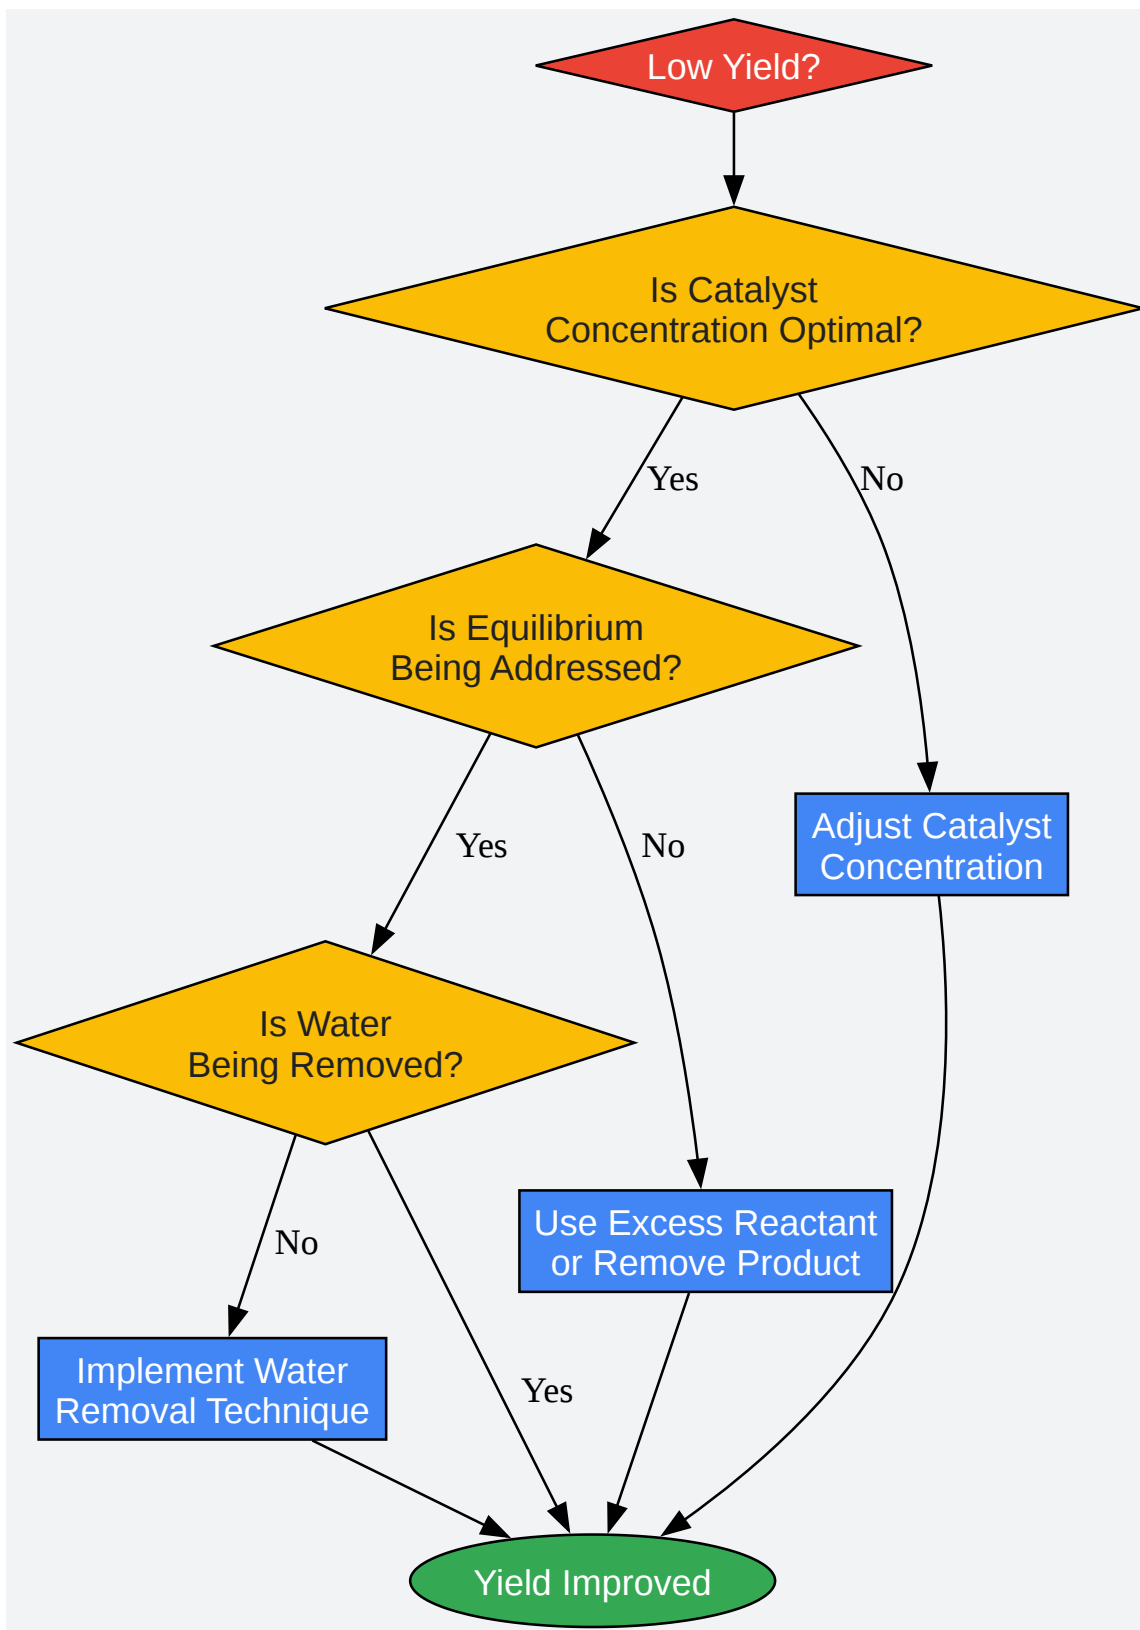 Low Yield?
Is Catalyst
Concentration Optimal?
Yes
No
Is Equilibrium
Being Addressed?
Adjust Catalyst
Concentration
Yes
No
Is Water
Being Removed?
Use Excess Reactant
or Remove Product
No
Implement Water
Removal Technique
Yes
Yield Improved